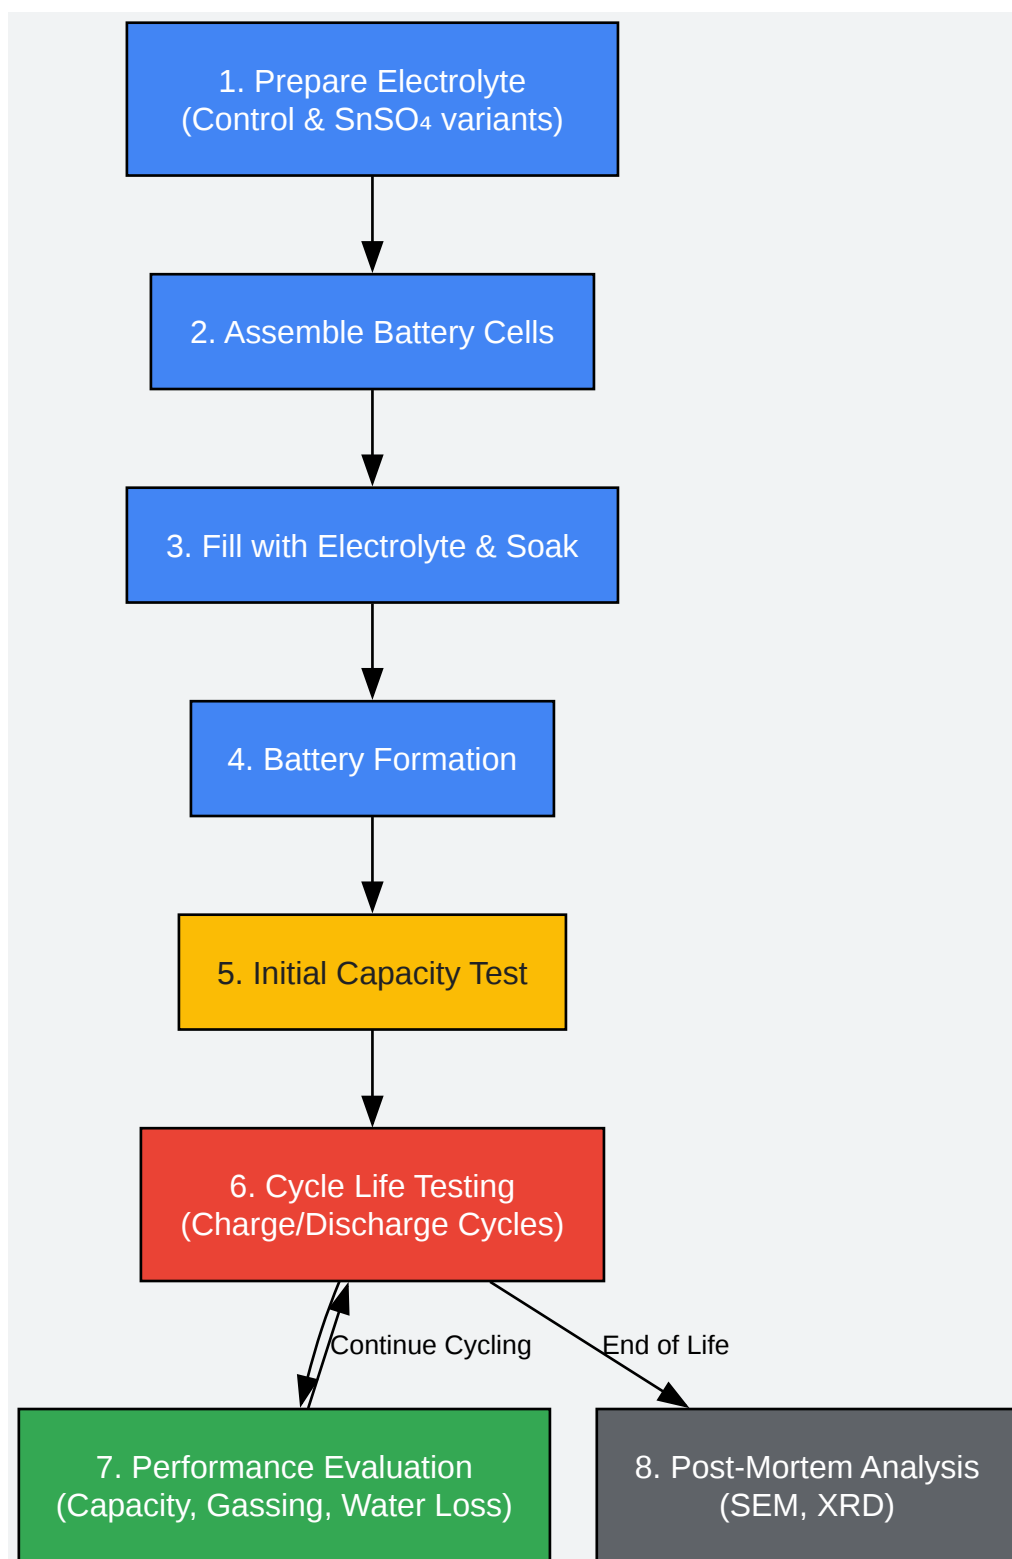 1. Prepare Electrolyte
(Control & SnSO₄ variants)
2. Assemble Battery Cells
3. Fill with Electrolyte & Soak
4. Battery Formation
5. Initial Capacity Test
6. Cycle Life Testing
(Charge/Discharge Cycles)
Continue Cycling
End of Life
7. Performance Evaluation
(Capacity, Gassing, Water Loss)
8. Post-Mortem Analysis
(SEM, XRD)